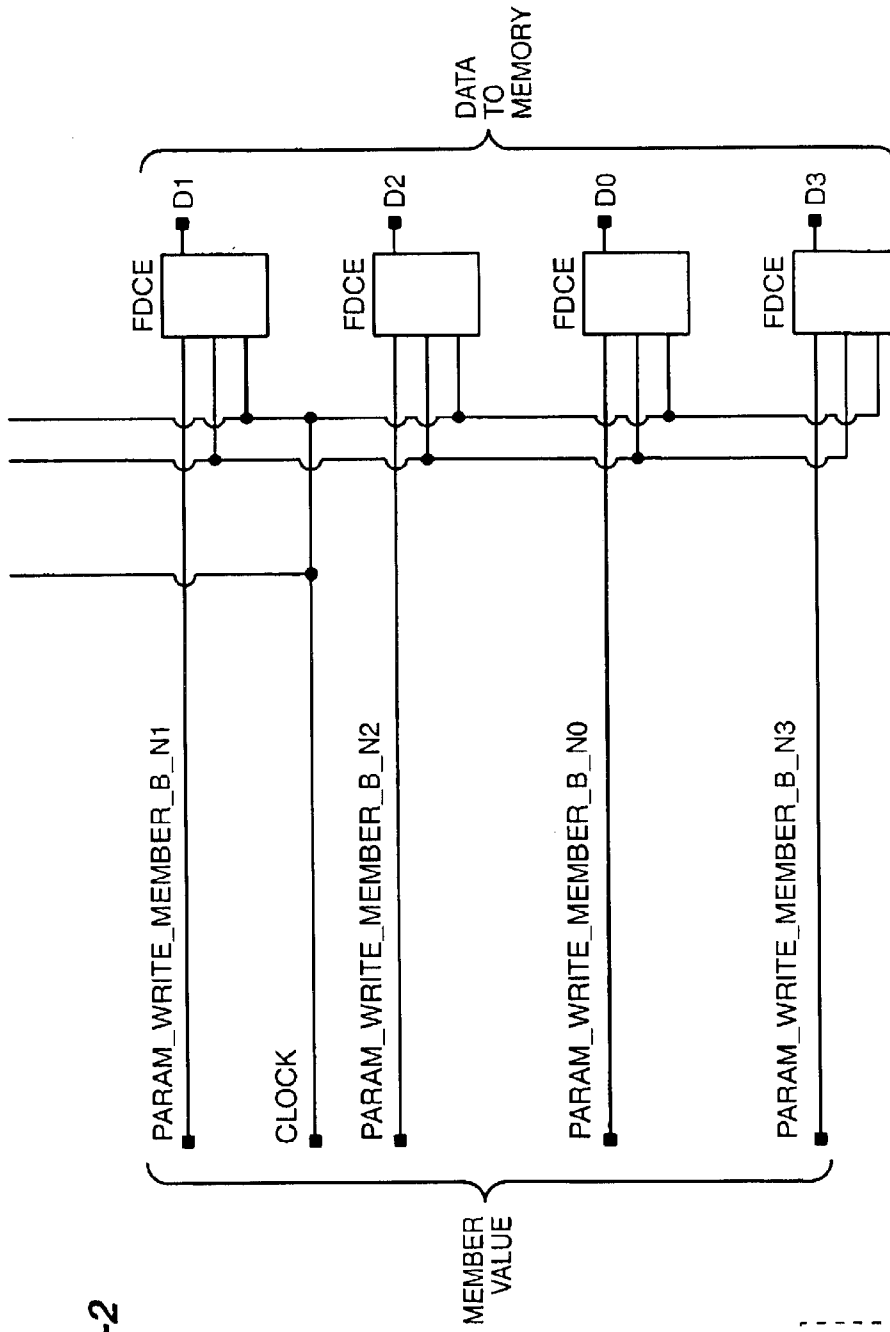 -2
PARAM_WRITE_MEMBER_B_N1
FDCE
D1
CLOCK
PARAM_WRITE_MEMBER_B_N2
FDCE
D2
MEMBER
VALUE
DATA
TO
MEMORY
PARAM_WRITE_MEMBER_B_N0
FDCE
D0
PARAM_WRITE_MEMBER_B_N3
FDCE
D3